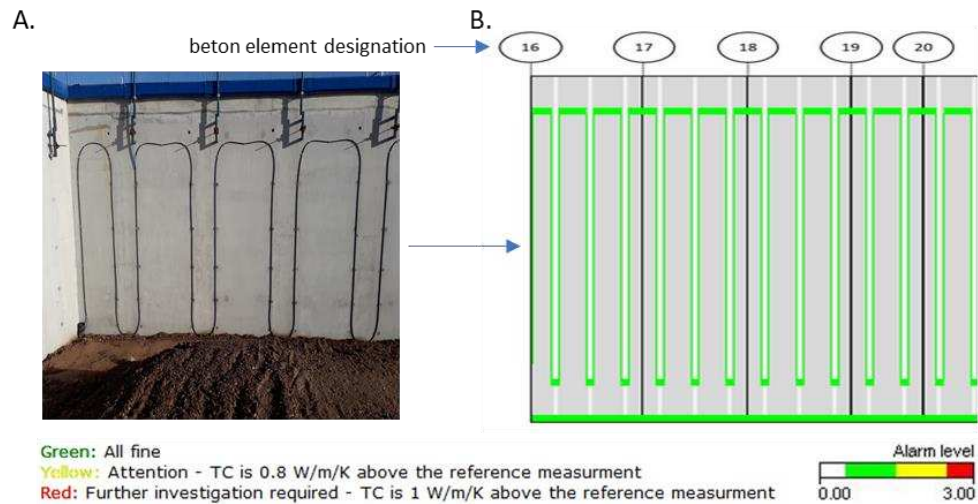 A.
B.
beton element designation
16 17 18 19 20
Green: All fine
Yellow: Attention - TC is 0.8 W/m/K above the reference measurment
Red: Further investigation required - TC is 1 W/m/K above the reference measurment
Alarm level
0.00 3.00